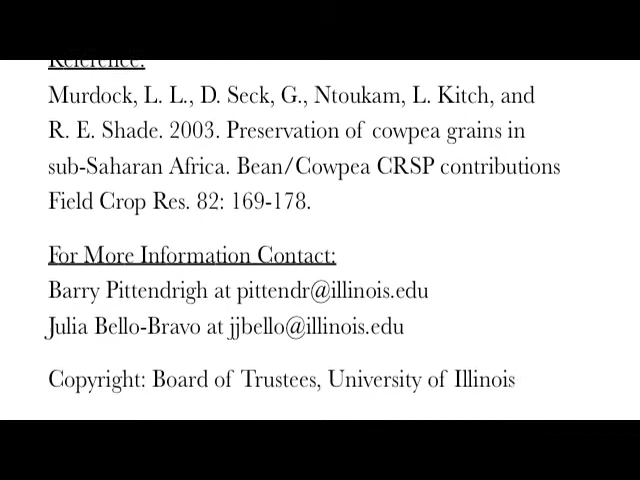 Reference:
Murdock, L. L., D. Seck, G., Ntoukam, L. Kitch, and
R. E. Shade. 2003. Preservation of cowpea grains in
sub-Saharan Africa. Bean/Cowpea CRSP contributions
Field Crop Res. 82: 169-178.
For More Information Contact:
Barry Pittendrigh at pittendr@illinois.edu
Julia Bello-Bravo at jjbello@illinois.edu
Copyright: Board of Trustees, University of Illinois